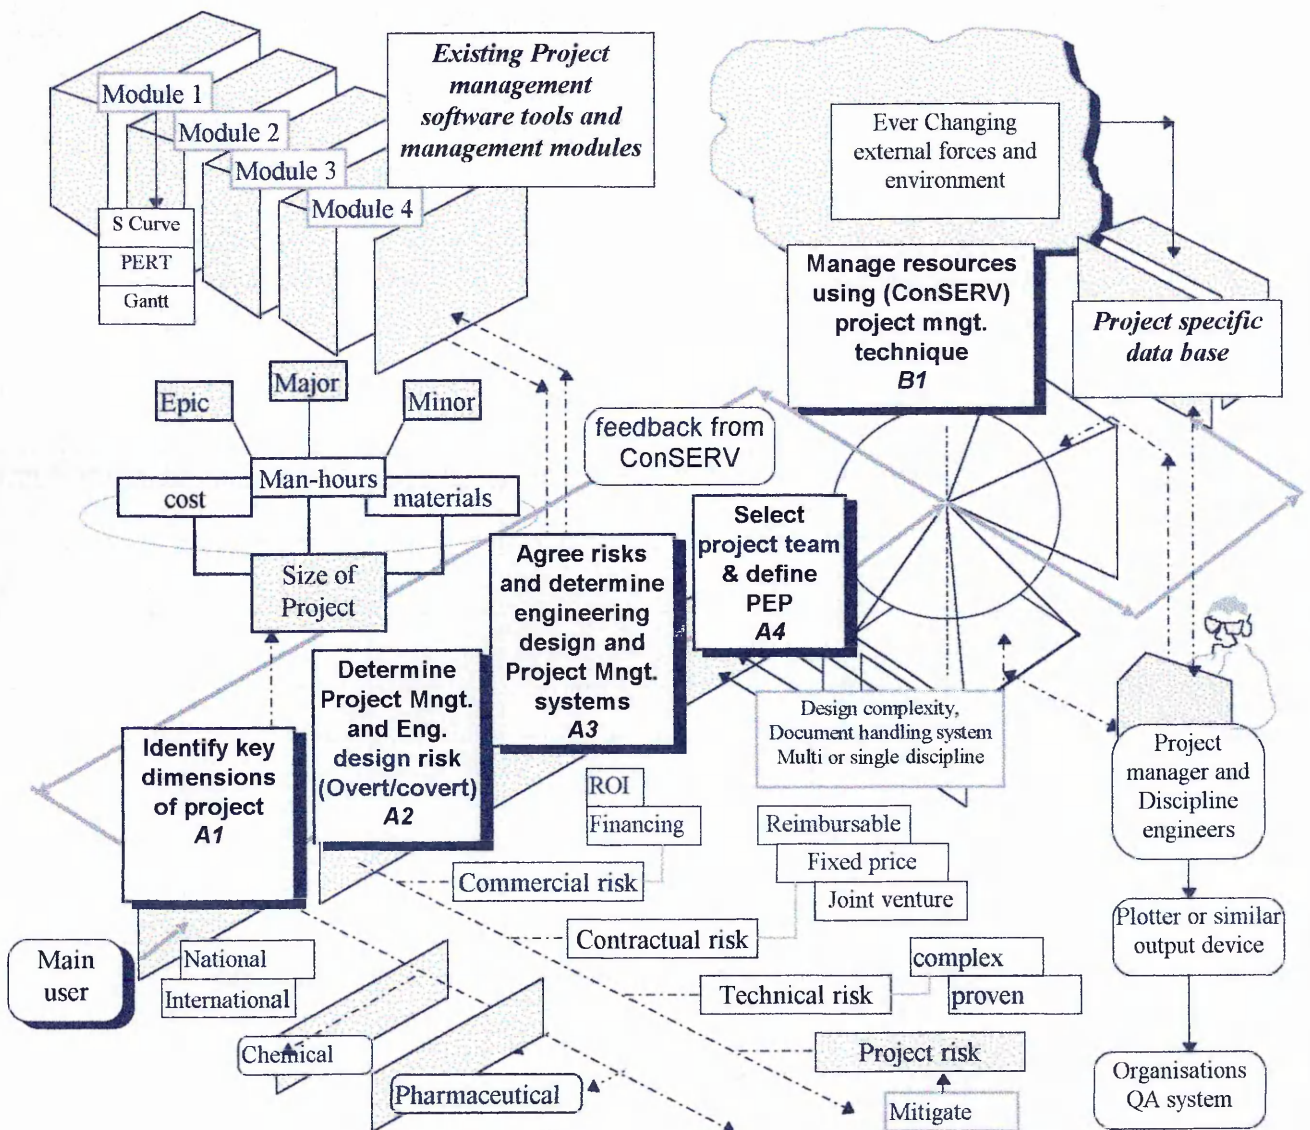 Existing Project
management
software tools and
management modules
Module 1
Module 2
Module 3
Module 4
S Curve
PERT
Gantt
Ever Changing
external forces and
environment
Manage resources
using (ConSERV)
project mngt.
technique
B1
Project specific
data base
Epic
Major
Minor
Man-hours
cost
materials
Size of
Project
feedback from
ConSERV
Select
project team
& define
PEP
A4
Agree risks
and determine
engineering
design and
Project Mngt.
systems
A3
Determine
Project Mngt.
and Eng.
design risk
(Overt/covert)
A2
Identify key
dimensions
of project
A1
Design complexity,
Document handling system
Multi or single discipline
Project
manager and
Discipline
engineers
ROI
Financing
Commercial risk
Reimbursable
Fixed price
Joint venture
Contractual risk
complex
proven
Technical risk
Project risk
Mitigate
Plotter or similar
output device
Organisations
QA system
Main
user
National
International
Chemical
Pharmaceutical